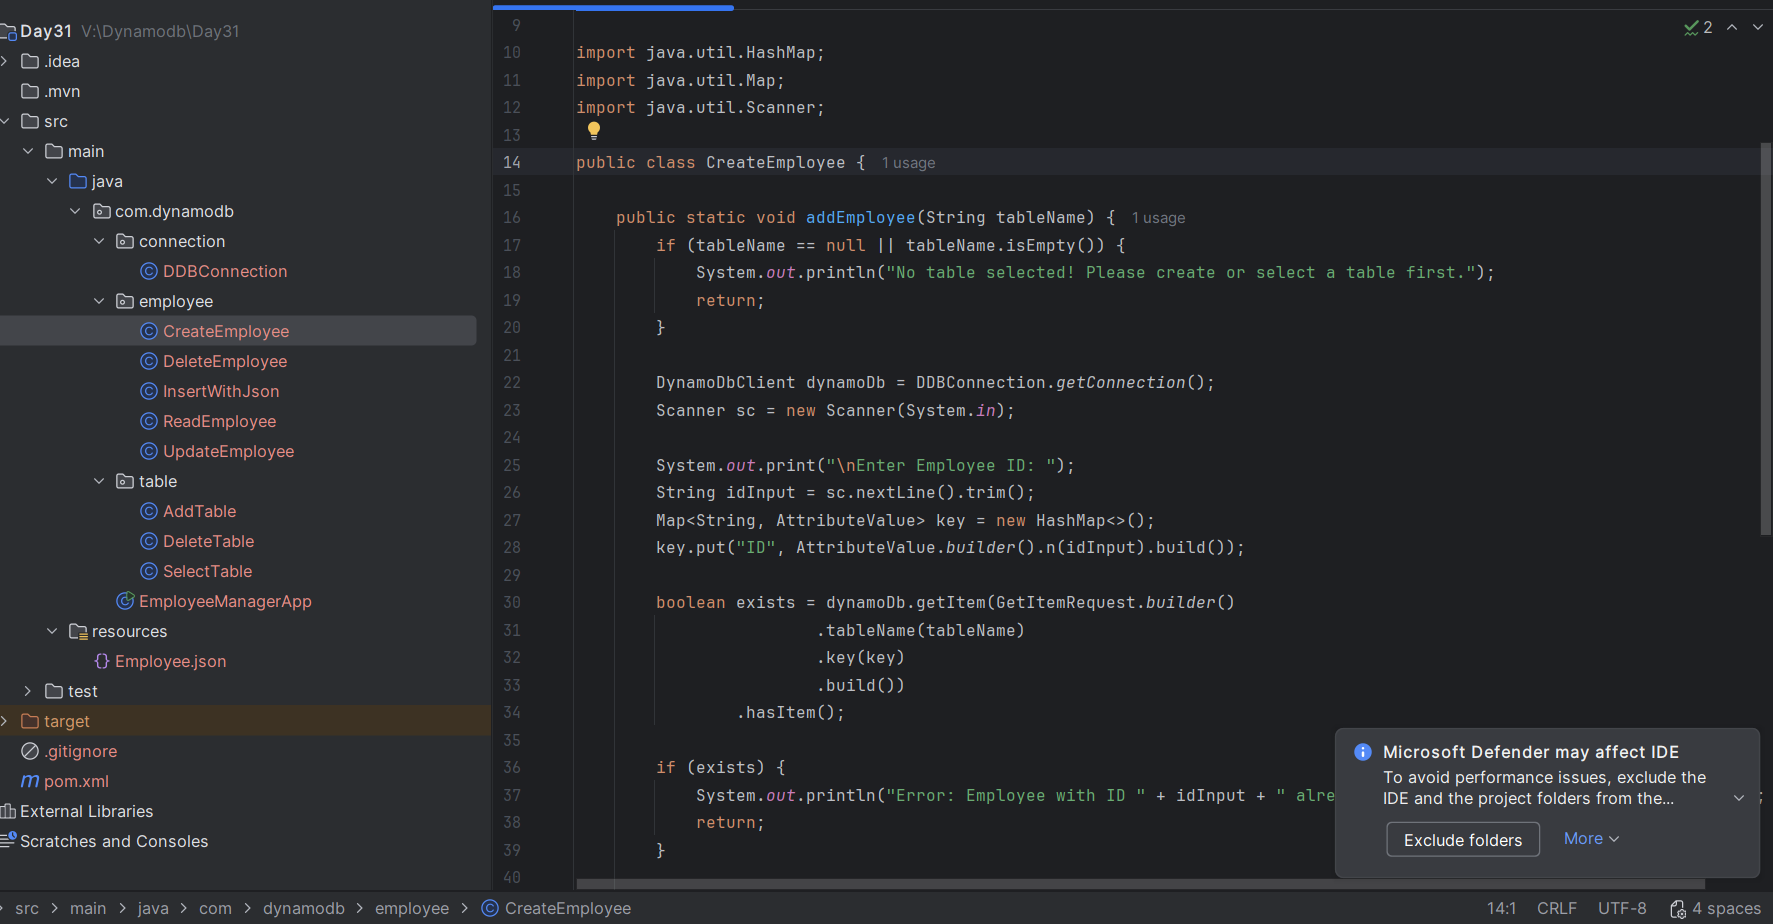 Day31 V:\Dynamodb\Day31
.idea
.mvn
src
main
java
com.dynamodb
connection
DDBConnection
employee
CreateEmployee
DeleteEmployee
InsertWithJson
ReadEmployee
UpdateEmployee
table
AddTable
DeleteTable
SelectTable
EmployeeManagerApp
resources
{} Employee.json
test
target
.gitignore
m pom.xml
External Libraries
Scratches and Consoles
2
9
10 import java.util.HashMap;
11 import java.util.Map;
12 import java.util.Scanner;
13
14 public class CreateEmployee { 1 usage
15
16 public static void addEmployee(String tableName) { 1 usage
17 if (tableName == null || tableName.isEmpty()) {
18 System.out.println("No table selected! Please create or select a table first.");
19 return;
20 }
21
22 DynamoDbClient dynamoDb = DDBConnection.getConnection();
23 Scanner sc = new Scanner(System.in);
24
25 System.out.print("\nEnter Employee ID: ");
26 String idInput = sc.nextLine().trim();
27 Map<String, AttributeValue> key = new HashMap<>();
28 key.put("ID", AttributeValue.builder().n(idInput).build());
29
30 boolean exists = dynamoDb.getItem(GetItemRequest.builder()
31 .tableName(tableName)
32 .key(key)
33 .build())
34 .hasItem();
35
36 if (exists) {
37 System.out.println("Error: Employee with ID " + idInput + " alre
38 return;
39 }
40
Microsoft Defender may affect IDE
To avoid performance issues, exclude the
IDE and the project folders from the...
Exclude folders More
src > main > java > com > dynamodb > employee > CreateEmployee
14:1 CRLF UTF-8 4 spaces